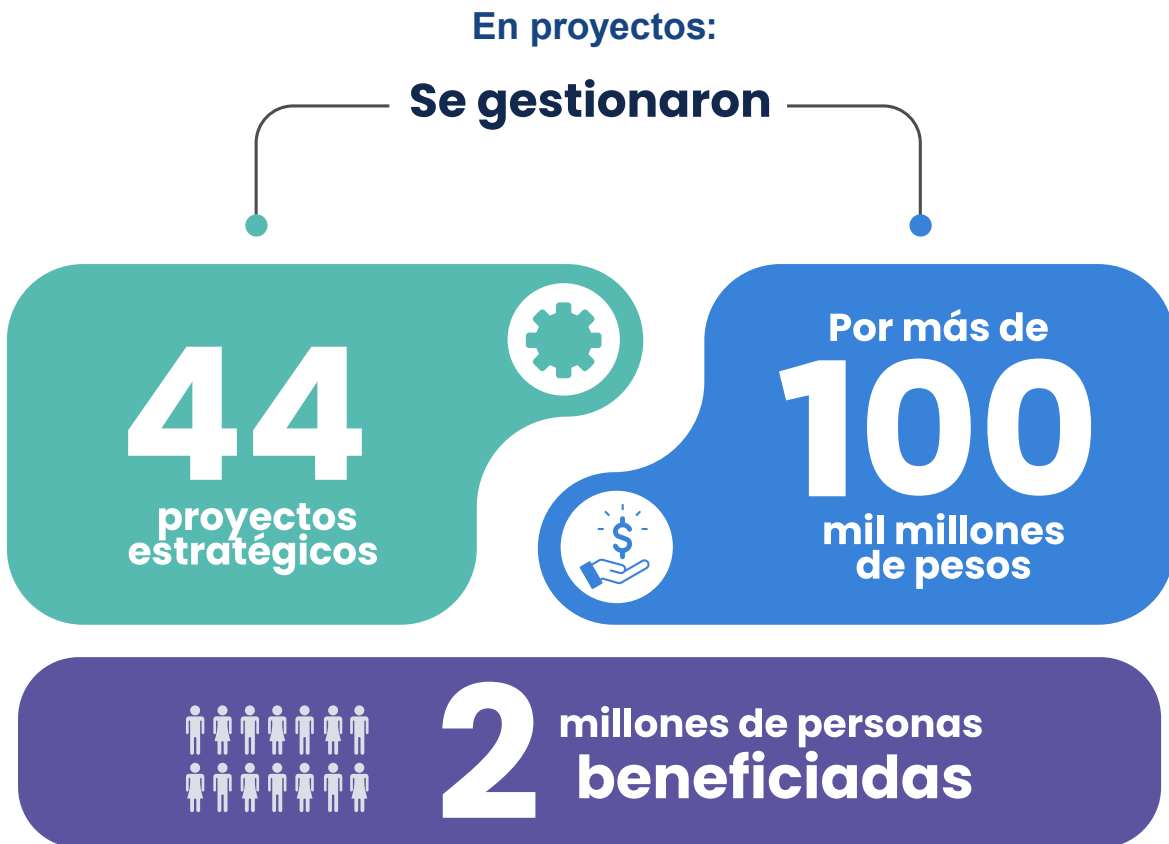 En proyectos:
Se gestionaron
44
proyectos
estratégicos
Por más de
100
mil millones
de pesos
$
2
millones de personas
beneficiadas